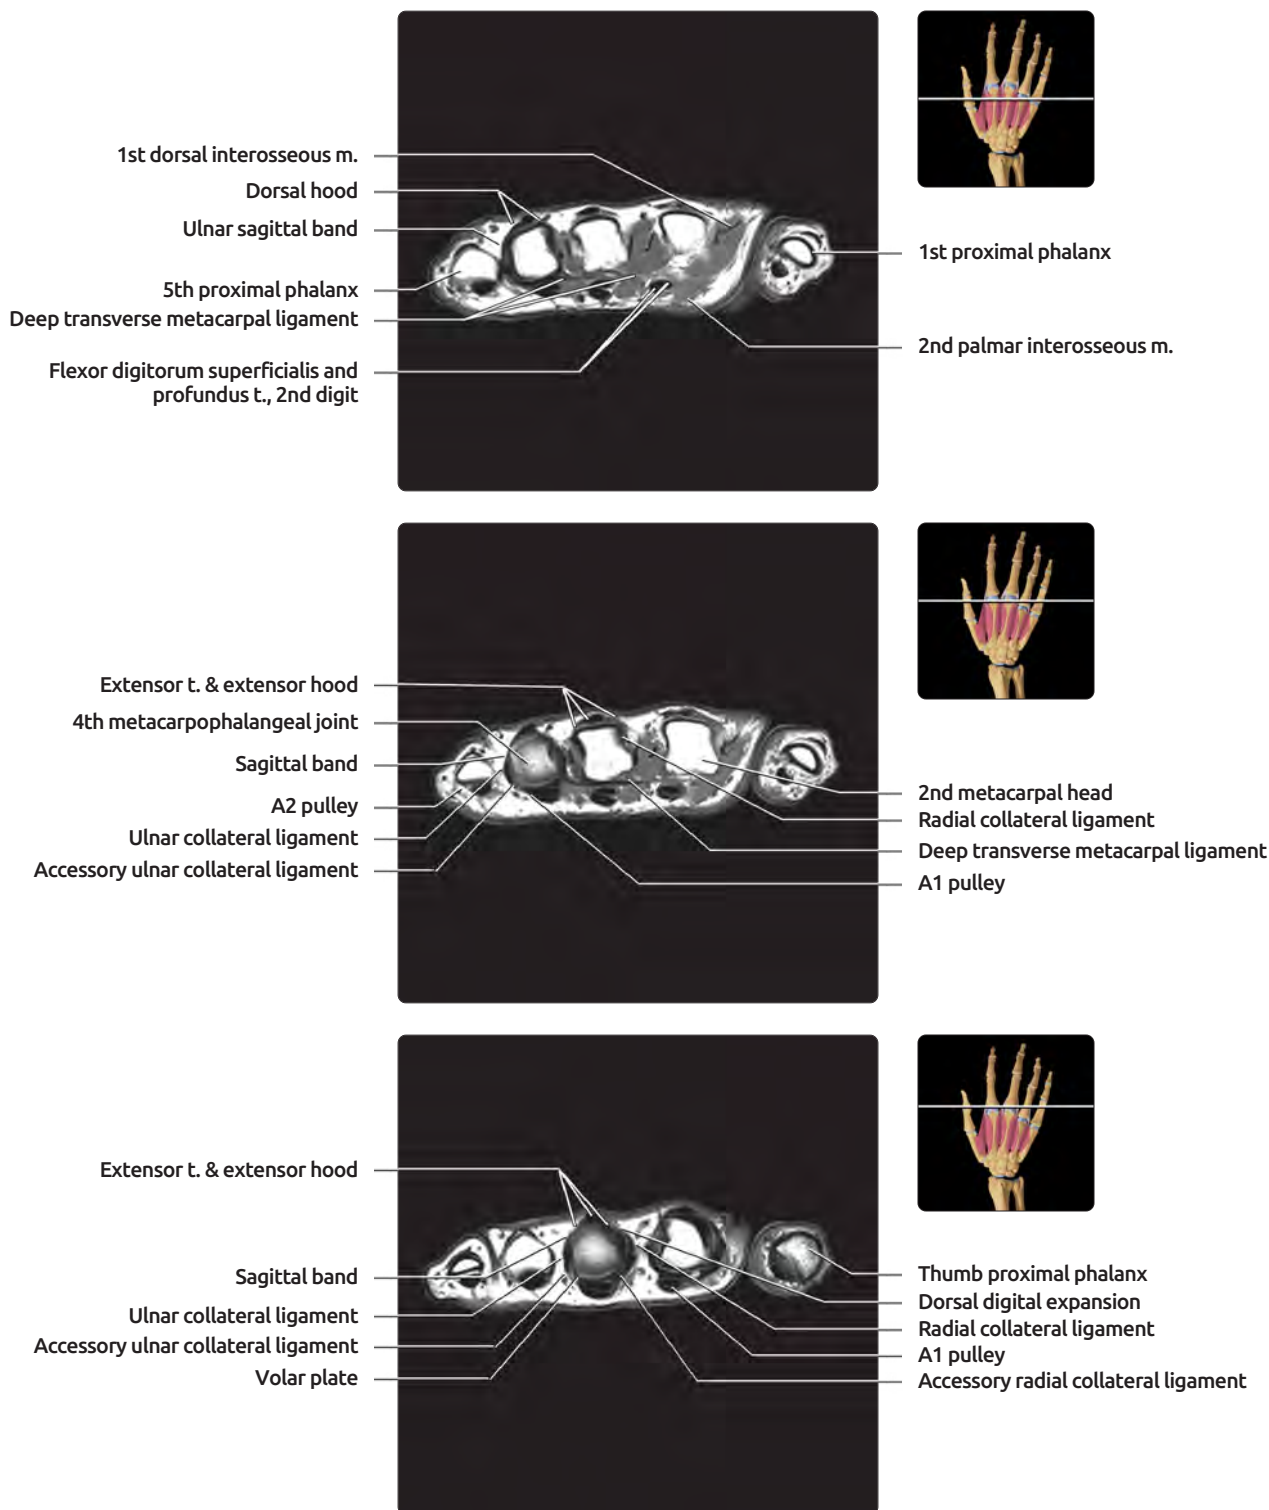 1st dorsal interosseous m.
Dorsal hood
Ulnar sagittal band
5th proximal phalanx
Deep transverse metacarpal ligament
Flexor digitorum superficialis and
profundus t., 2nd digit
1st proximal phalanx
2nd palmar interosseous m.
Extensor t. & extensor hood
4th metacarpophalangeal joint
Sagittal band
A2 pulley
Ulnar collateral ligament
Accessory ulnar collateral ligament
2nd metacarpal head
Radial collateral ligament
Deep transverse metacarpal ligament
A1 pulley
Extensor t. & extensor hood
Sagittal band
Ulnar collateral ligament
Accessory ulnar collateral ligament
Volar plate
Thumb proximal phalanx
Dorsal digital expansion
Radial collateral ligament
A1 pulley
Accessory radial collateral ligament